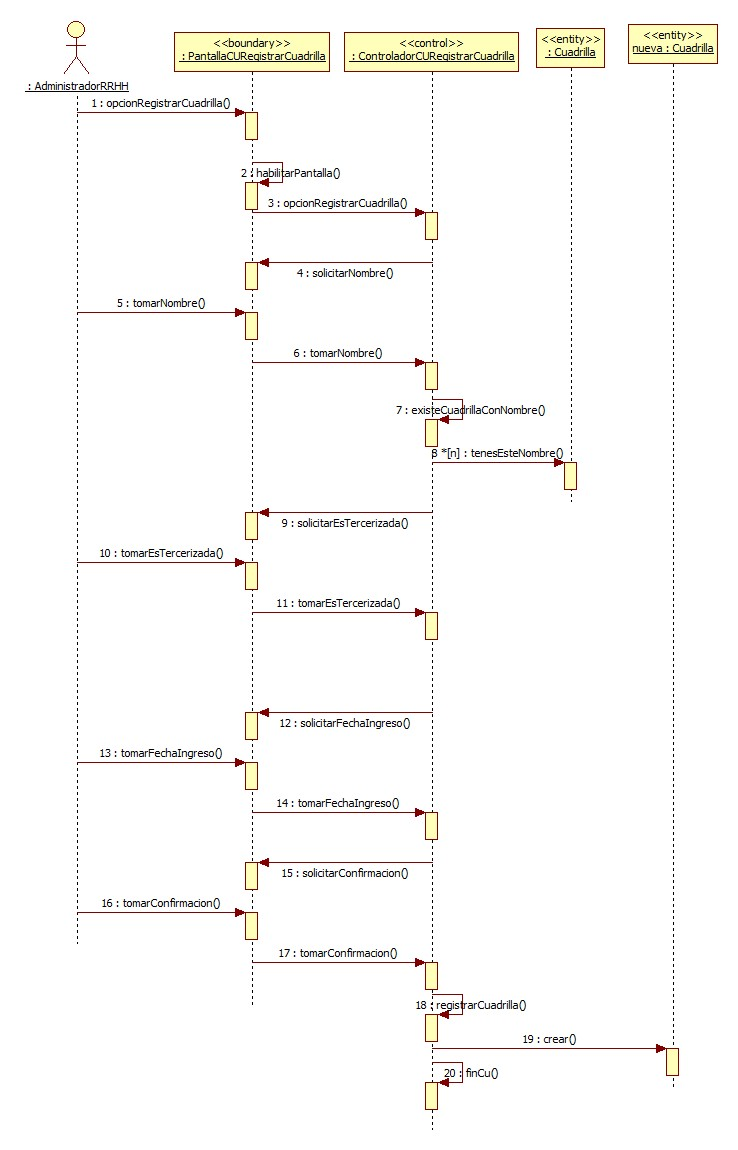 <<boundary>>
: PantallaCURegistrarCuadrilla
<<control>>
: ControladorCURegistrarCuadrilla
<<entity>>
: Cuadrilla
<<entity>>
nueva : Cuadrilla
: AdministradorRRHH
1 : opcionRegistrarCuadrilla()
2 : habilitarPantalla()
3 : opcionRegistrarCuadrilla()
4 : solicitarNombre()
5 : tomarNombre()
6 : tomarNombre()
7 : existeCuadrillaConNombre()
8 *[n] : tenesEsteNombre()
9 : solicitarEsTercerizada()
10 : tomarEsTercerizada()
11 : tomarEsTercerizada()
12 : solicitarFechaIngreso()
13 : tomarFechaIngreso()
14 : tomarFechaIngreso()
15 : solicitarConfirmacion()
16 : tomarConfirmacion()
17 : tomarConfirmacion()
18 : registrarCuadrilla()
19 : crear()
20 : finCu()